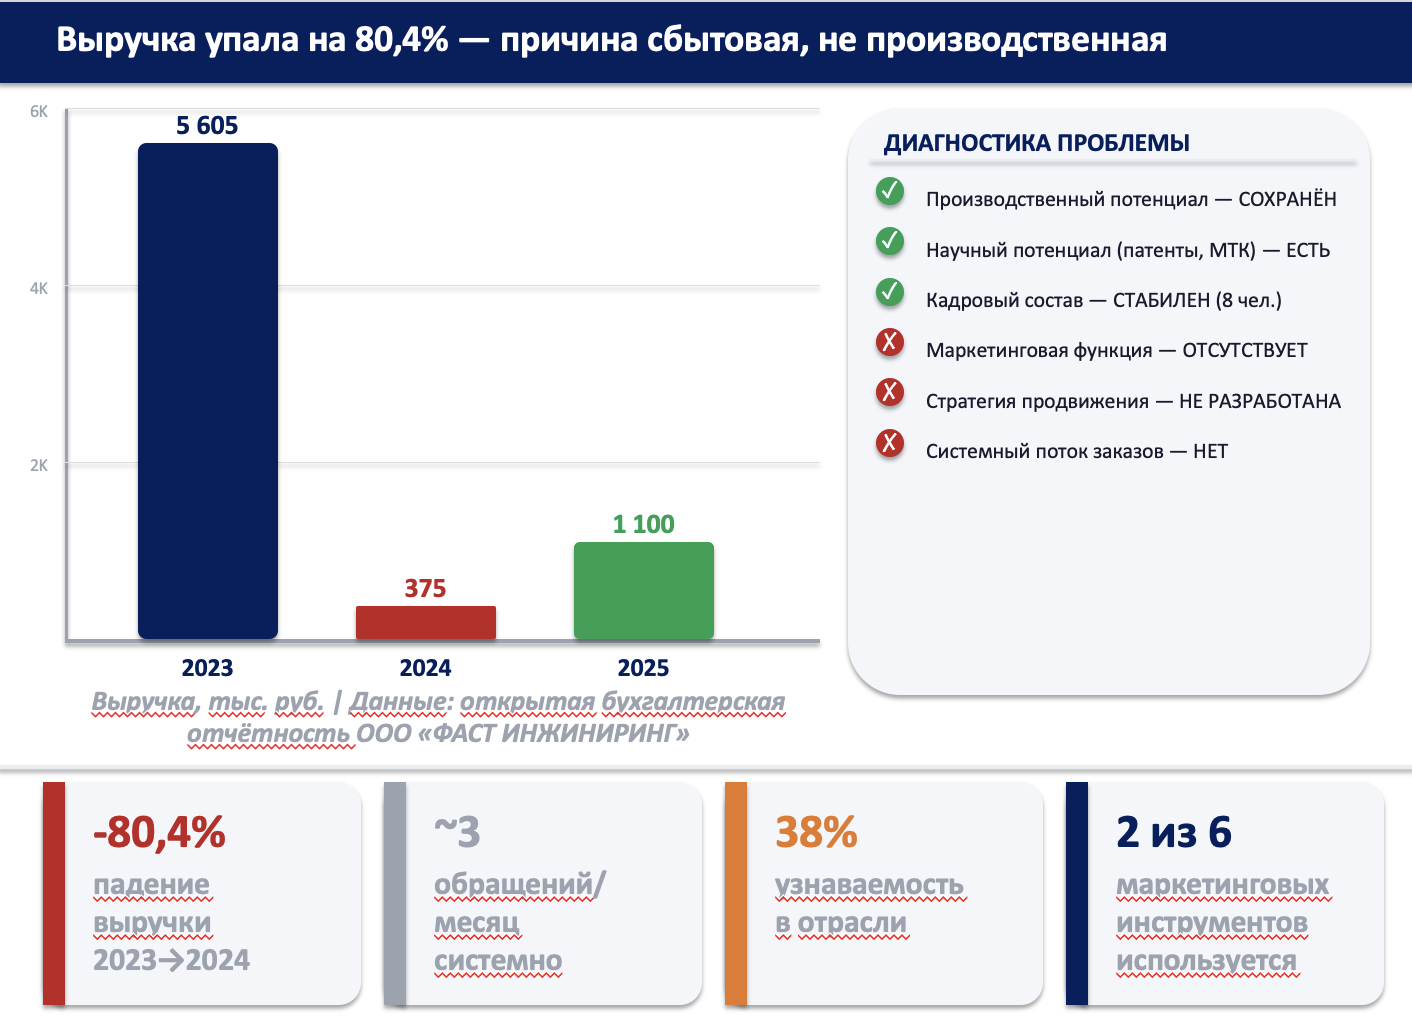 Выручка упала на 80,4% — причина сбытовая, не производственная
6K
4K
2K
5 605
375
1 100
2023
2024
2025
Выручка, тыс. руб. | Данные: открытая бухгалтерская
отчётность ООО «ФАСТ ИНЖИНИРИНГ»
ДИАГНОСТИКА ПРОБЛЕМЫ
✓ Производственный потенциал — СОХРАНЁН
✓ Научный потенциал (патенты, МТК) — ЕСТЬ
✓ Кадровый состав — СТАБИЛЕН (8 чел.)
✗ Маркетинговая функция — ОТСУТСТВУЕТ
✗ Стратегия продвижения — НЕ РАЗРАБОТАНА
✗ Системный поток заказов — НЕТ
-80,4%
падение
выручки
2023→2024
~3
обращений/
месяц
системно
38%
узнаваемость
в отрасли
2 из 6
маркетинговых
инструментов
используется